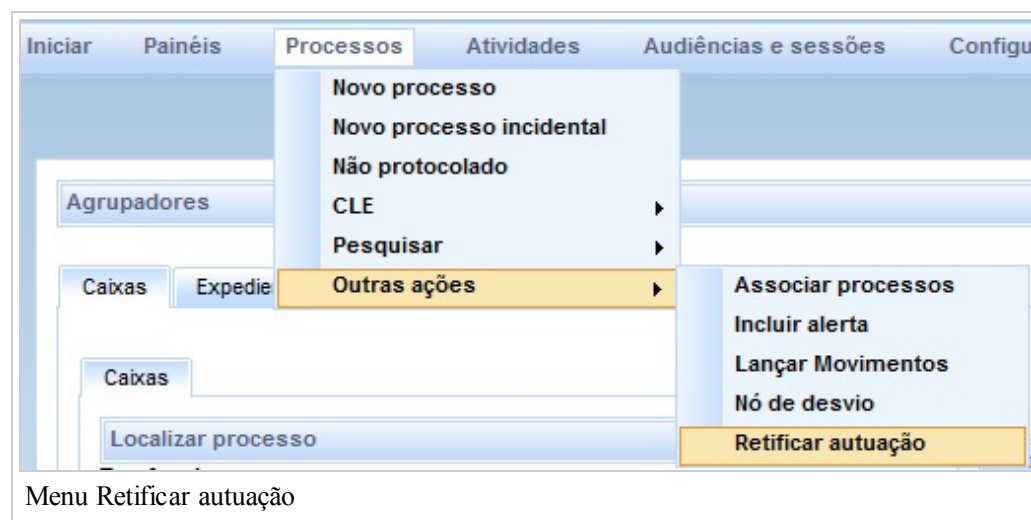 Iniciar Painéis Processos Atividades Audiências e sessões Configu
Novo processo
Novo processo incidental
Não protocolado
Agrupadores
CLE
Pesquisar
Caixas Expedie
Outras ações
Associar processos
Incluir alerta
Lançar Movimentos
Caixas
Nó de desvio
Localizar processo
Retificar autuação
Menu Retificar autuação